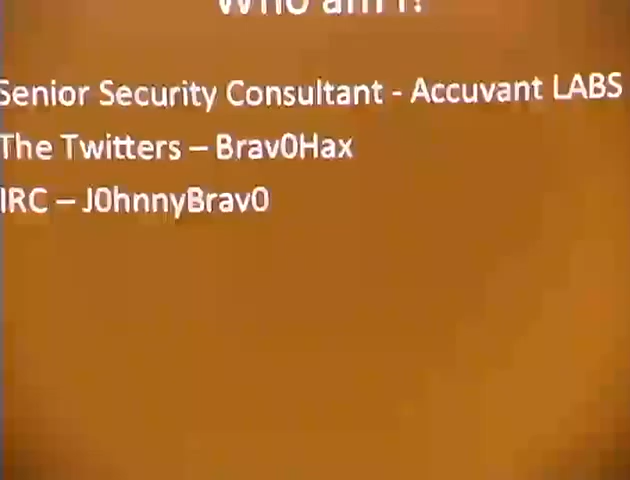 Who am I?
Senior Security Consultant - Accuvant LABS
The Twitters – Brav0Hax
IRC – J0hnnyBrav0